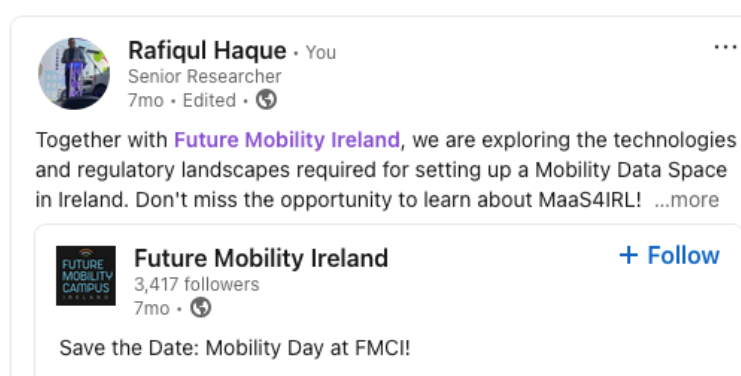 Rafiqul Haque • You
Senior Researcher
7mo • Edited •
Together with Future Mobility Ireland, we are exploring the technologies
and regulatory landscapes required for setting up a Mobility Data Space
in Ireland. Don't miss the opportunity to learn about MaaS4IRL! ...more
FUTURE
MOBILITY
CAMPUS
IRELAND
Future Mobility Ireland
+ Follow
3,417 followers
7mo •
Save the Date: Mobility Day at FMCI!